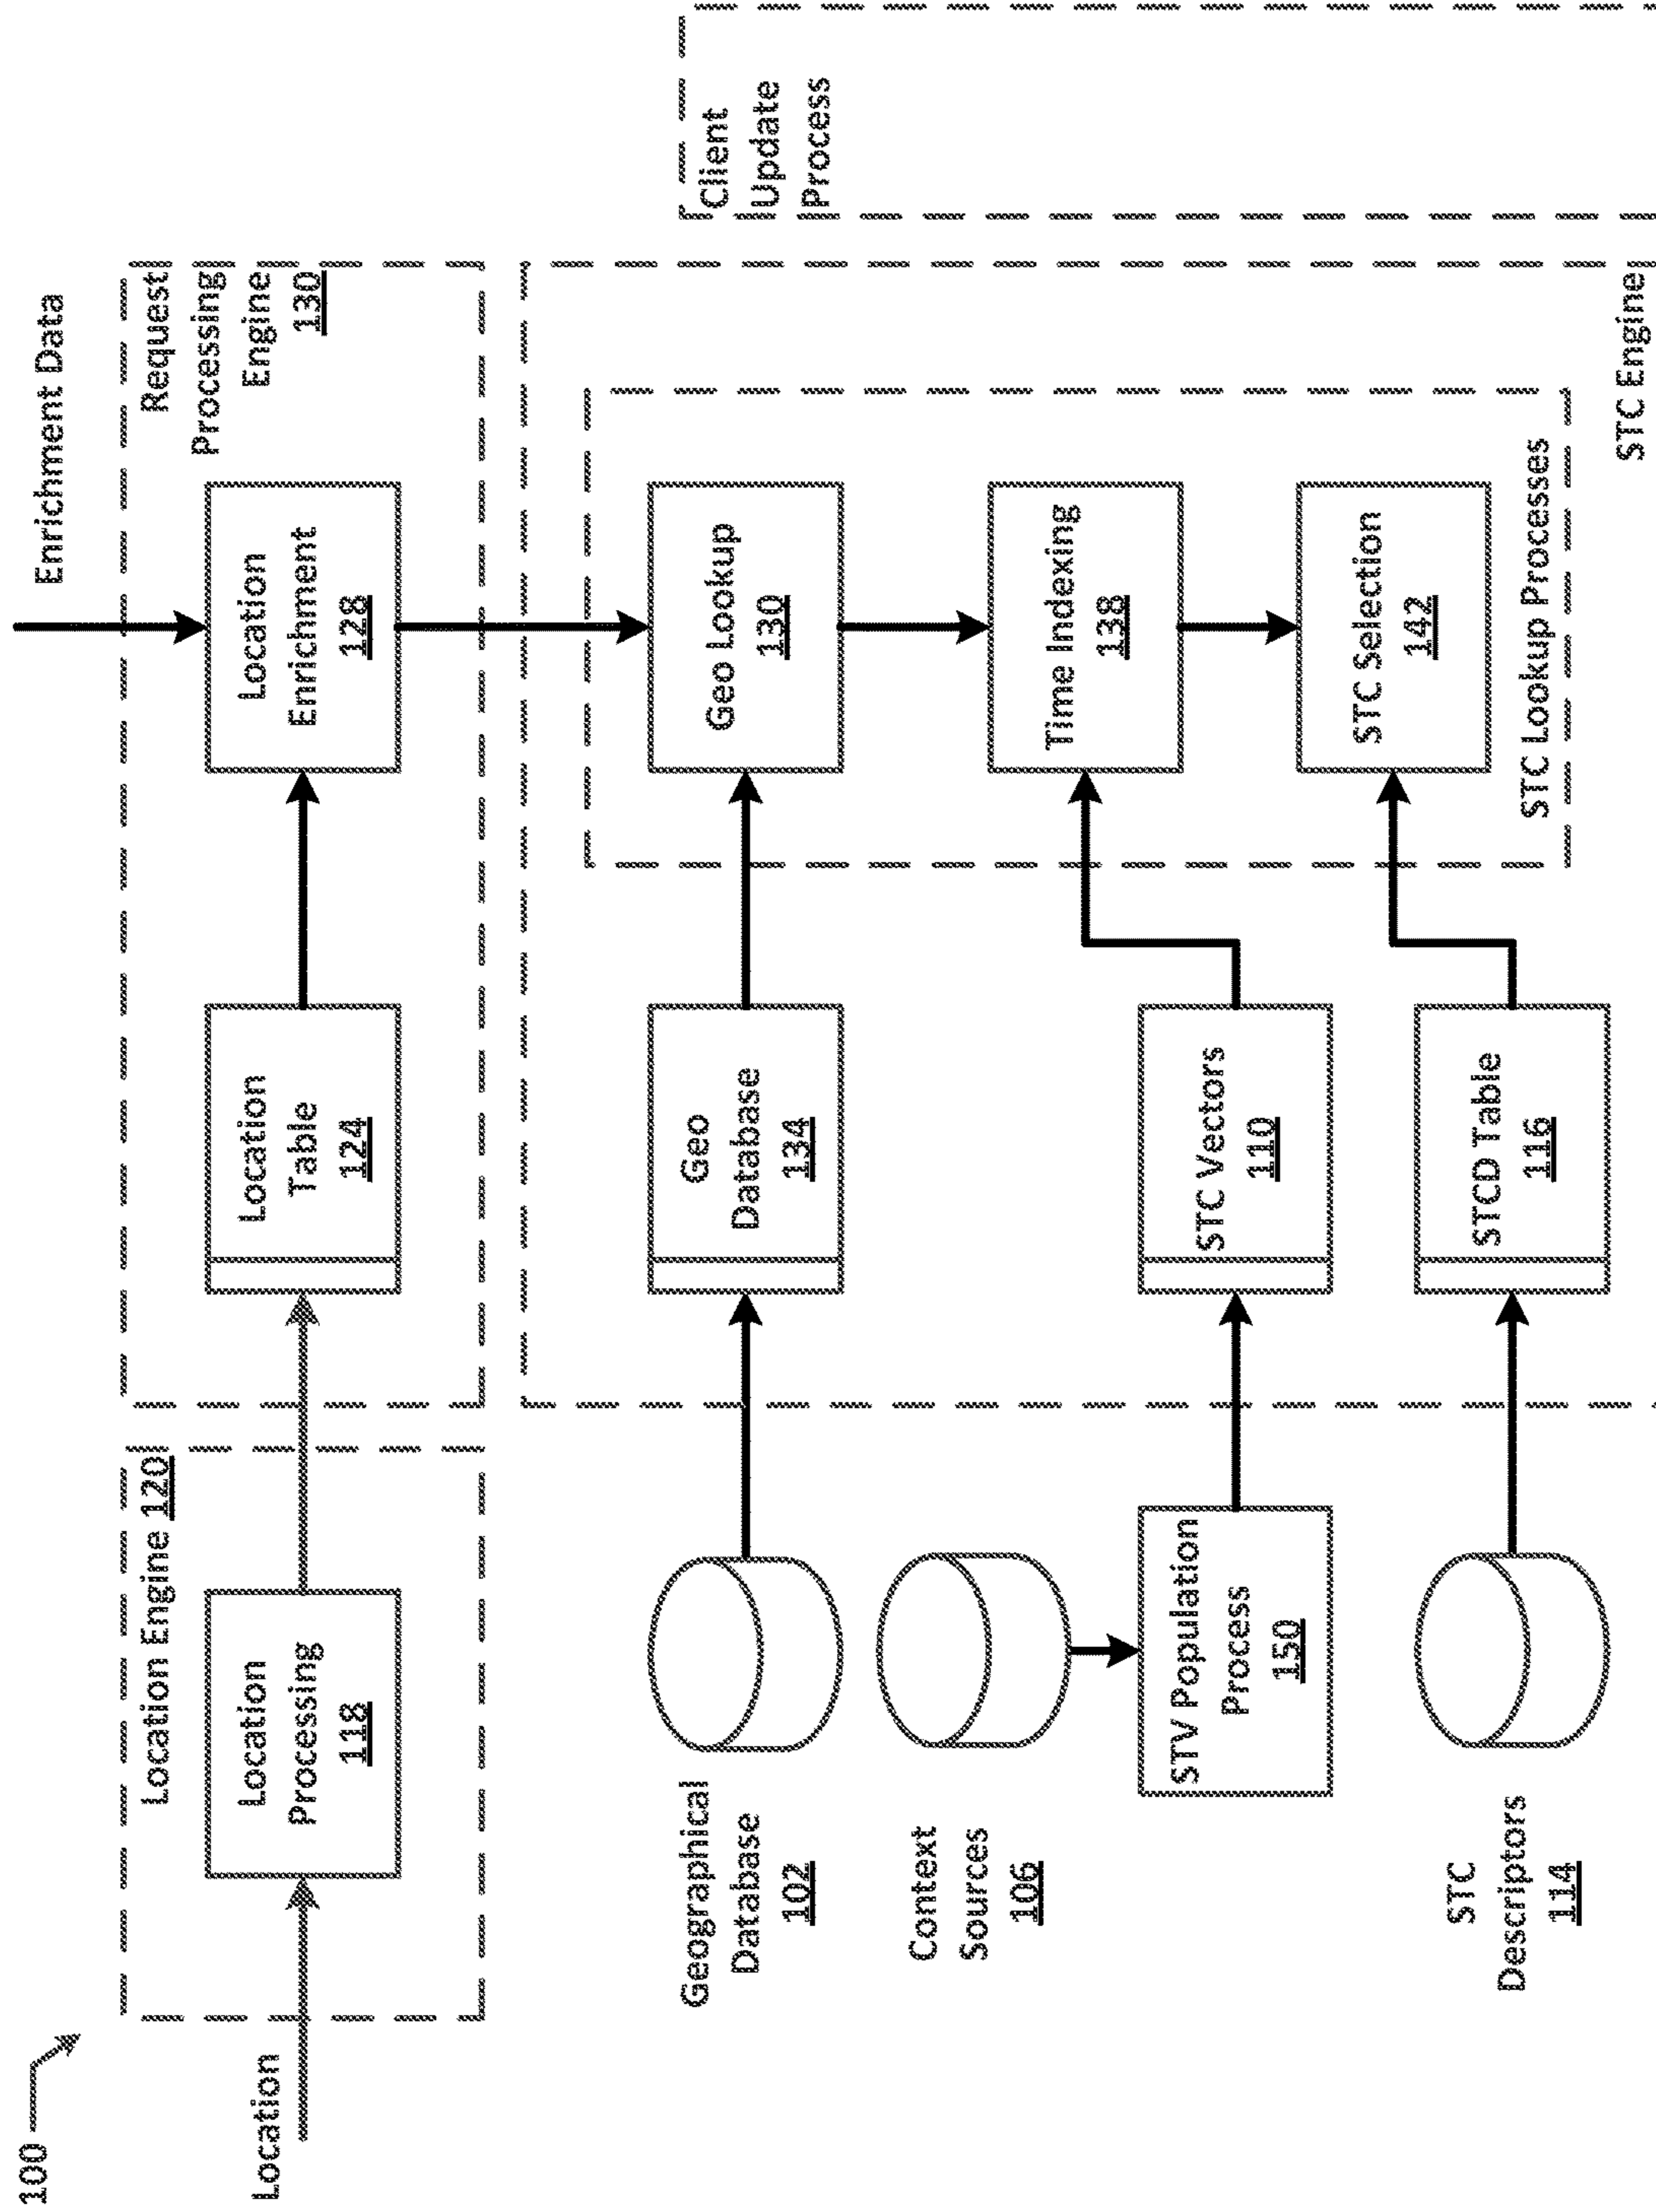 100
Location
Location Engine 120
Location
Processing
118
Location
Table
124
Location
Enrichment
128
Request
Processing
Engine
130
Enrichment Data
Geographical
Database
102
Geo
Database
134
Geo Lookup
130
Context
Sources
106
STV Population
Process
150
STC Vectors
110
Time Indexing
138
STC
Descriptors
114
STCD Table
116
STC Selection
142
STC Lookup Processes
STC Engine
Client
Update
Process